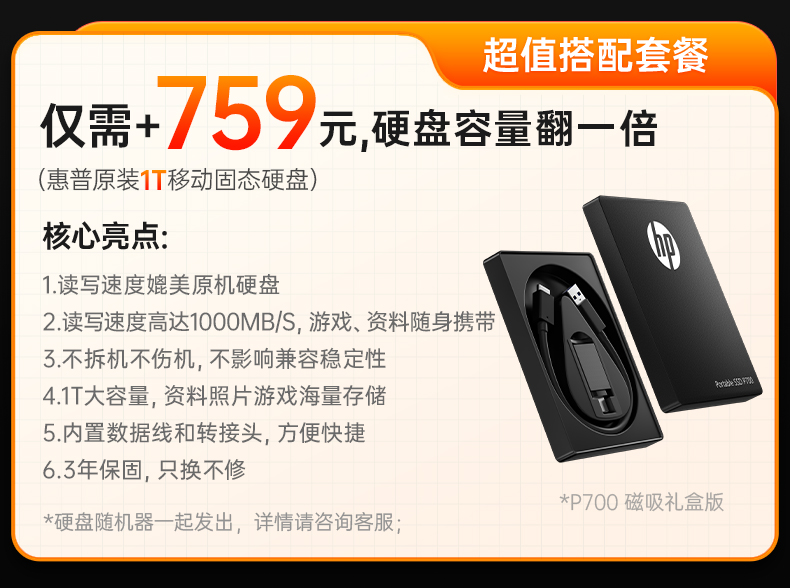 超值搭配套餐
仅需+759元,硬盘容量翻一倍
(惠普原装1T移动固态硬盘)
核心亮点:
1.读写速度媲美原机硬盘
2.读写速度高达1000MB/S, 游戏、资料随身携带
3.不拆机不伤机, 不影响兼容稳定性
4.1T大容量, 资料照片游戏海量存储
5.内置数据线和转接头, 方便快捷
6.3年保固, 只换不修
*硬盘随机器一起发出，详情请咨询客服;
hp
Portable SSD P700
*P700 磁吸礼盒版